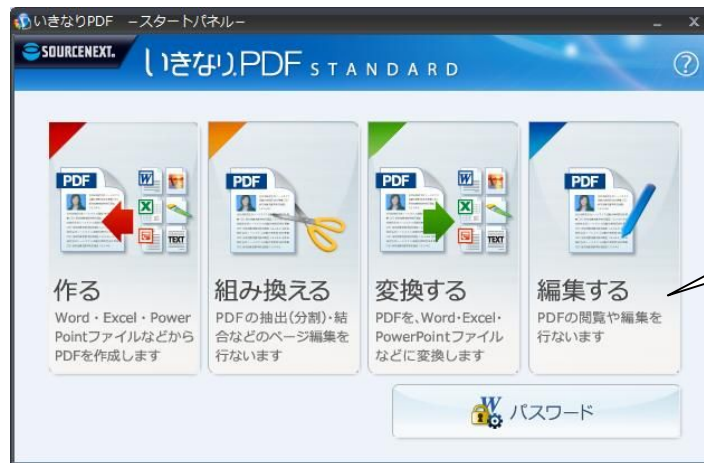 いきなりPDF －スタートパネル－
SOURCENEXT.
いきなりPDF STANDARD
?
PDF
W
X
TEXT
作る
Word・Excel・Power
Pointファイルなどから
PDFを作成します
PDF
組み換える
PDFの抽出(分割)・結
合などのページ編集を
行ないます
PDF
W
X
TEXT
変換する
PDFを、Word・Excel・
PowerPointファイル
などに変換します
PDF
編集する
PDFの閲覧や編集を
行ないます
W
パスワード